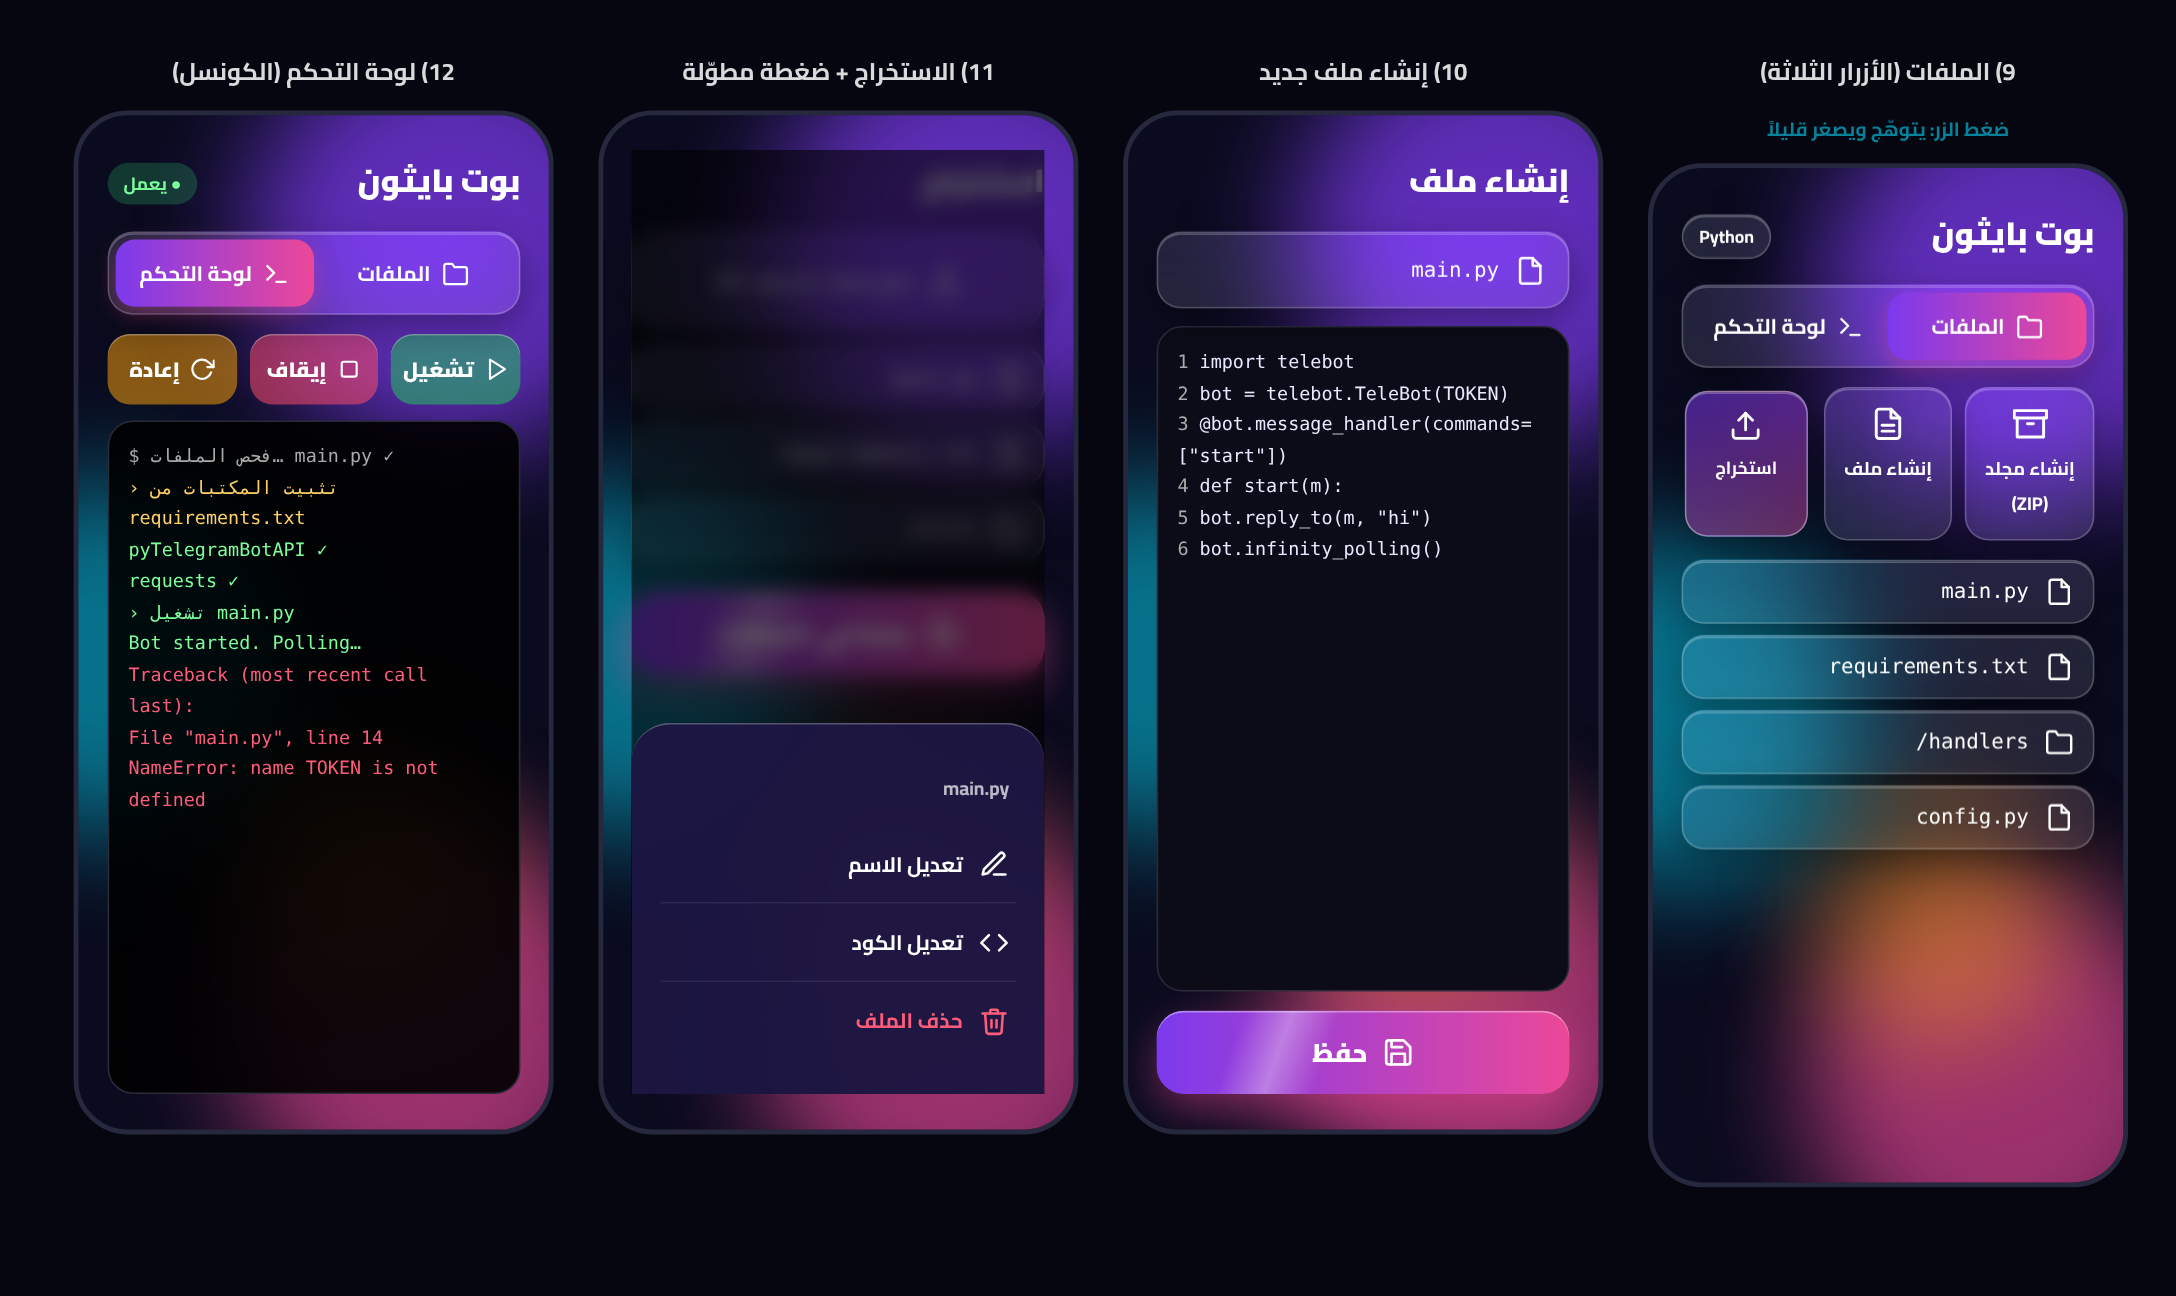 9) الملفات (الأزرار الثلاثة)
ضغط الزر: يتوهّج ويصغر قليلاً
بوت بايثون
Python
الملفات
لوحة التحكم
إنشاء مجلد
(ZIP)
إنشاء ملف
استخراج
main.py
requirements.txt
/handlers
config.py
10) إنشاء ملف جديد
إنشاء ملف
main.py
1 import telebot
2 bot = telebot.TeleBot(TOKEN)
3 @bot.message_handler(commands=
["start"])
4 def start(m):
5 bot.reply_to(m, "hi")
6 bot.infinity_polling()
حفظ
11) الاستخراج + ضغطة مطوّلة
main.py
تعديل الاسم
تعديل الكود
حذف الملف
12) لوحة التحكم (الكونسل)
بوت بايثون
● يعمل
الملفات
لوحة التحكم
تشغيل
إيقاف
إعادة
$ فحص الملفات… main.py ✓
› تثبيت المكتبات من
requirements.txt
pyTelegramBotAPI ✓
requests ✓
› تشغيل main.py
Bot started. Polling…
Traceback (most recent call
last):
File "main.py", line 14
NameError: name TOKEN is not
defined